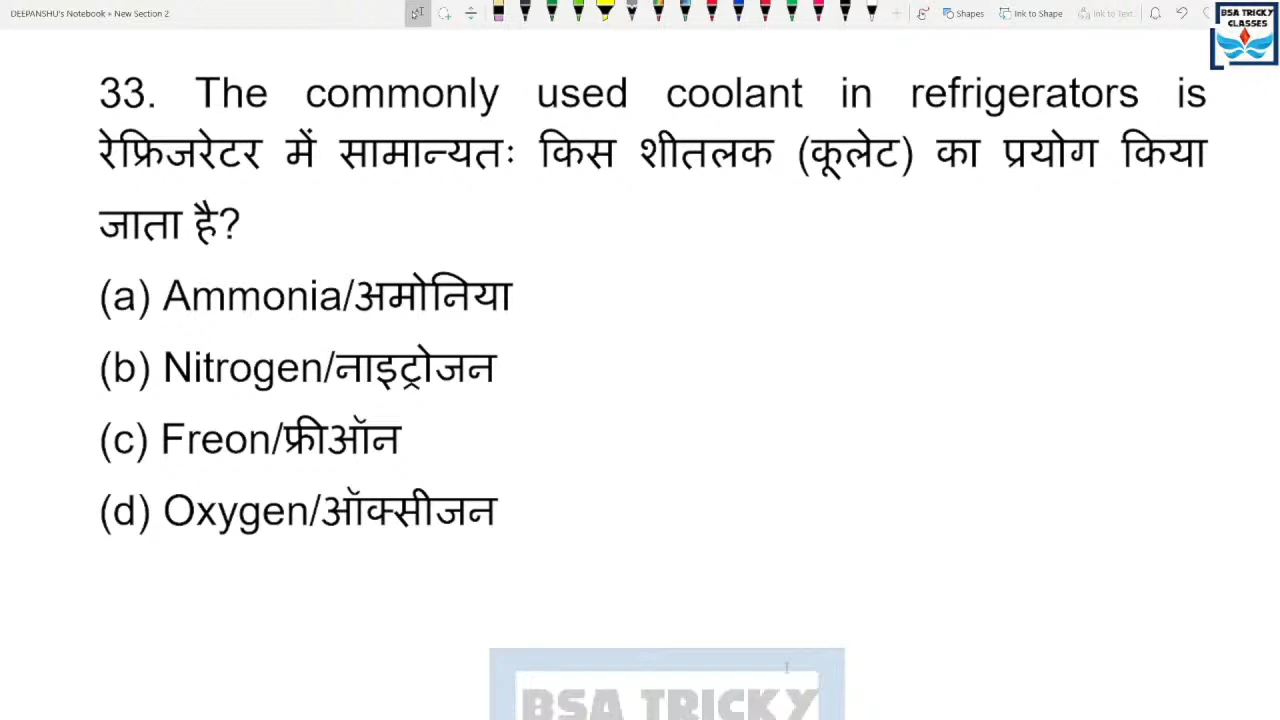 DEEPANSHU's Notebook » New Section 2
Shapes
Ink to Shape
Ink to Text
BSA TRICKY
CLASSES
33. The commonly used coolant in refrigerators is
रेफ्रिजरेटर में सामान्यतः किस शीतलक (कूलेट) का प्रयोग किया
जाता है?
(a) Ammonia/अमोनिया
(b) Nitrogen/नाइट्रोजन
(c) Freon/फ्रीऑन
(d) Oxygen/ऑक्सीजन
BSA TRICKY